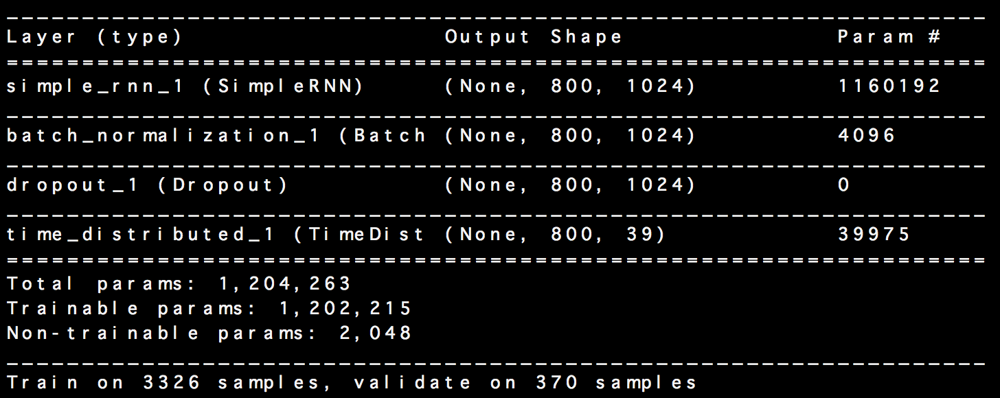 _________________________________________________________________
Layer (type)                 Output Shape              Param #
=================================================================
simple_rnn_1 (SimpleRNN)     (None, 800, 1024)         1160192
_________________________________________________________________
batch_normalization_1 (Batch (None, 800, 1024)         4096
_________________________________________________________________
dropout_1 (Dropout)          (None, 800, 1024)         0
_________________________________________________________________
time_distributed_1 (TimeDist (None, 800, 39)           39975
=================================================================
Total params: 1,204,263
Trainable params: 1,202,215
Non-trainable params: 2,048
_________________________________________________________________
Train on 3326 samples, validate on 370 samples